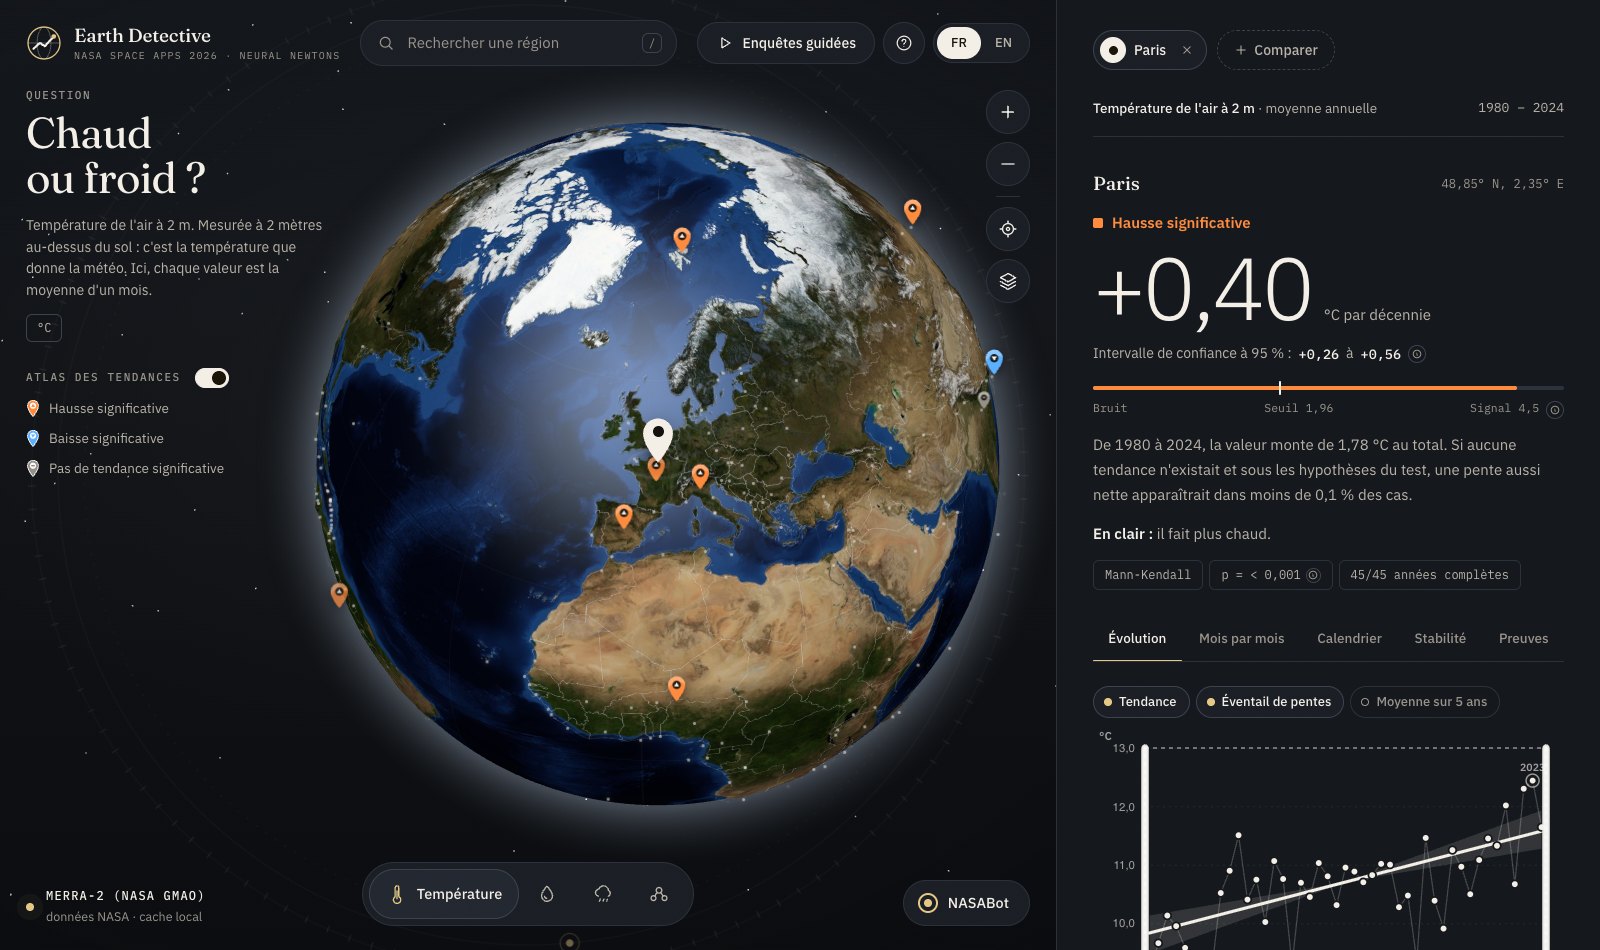 Earth Detective
NASA SPACE APPS 2026 · NEURAL NEWTONS
Rechercher une région
/
Enquêtes guidées
FR
EN
QUESTION
Chaud
ou froid ?
Température de l'air à 2 m. Mesurée à 2 mètres
au-dessus du sol : c'est la température que
donne la météo. Ici, chaque valeur est la
moyenne d'un mois.
°C
ATLAS DES TENDANCES
Hausse significative
Baisse significative
Pas de tendance significative
MERRA-2 (NASA GMAO)
données NASA · cache local
Température
NASABot
Paris
Comparer
Température de l'air à 2 m · moyenne annuelle
1980 – 2024
Paris
48,85° N, 2,35° E
Hausse significative
+0,40
°C par décennie
Intervalle de confiance à 95 % : +0,26 à +0,56
Bruit
Seuil 1,96
Signal 4,5
De 1980 à 2024, la valeur monte de 1,78 °C au total. Si aucune
tendance n'existait et sous les hypothèses du test, une pente aussi
nette apparaîtrait dans moins de 0,1 % des cas.
En clair : il fait plus chaud.
Mann-Kendall
p = < 0,001
45/45 années complètes
Évolution
Mois par mois
Calendrier
Stabilité
Preuves
Tendance
Éventail de pentes
Moyenne sur 5 ans
°C
13,0
2023
12,0
11,0
10,0